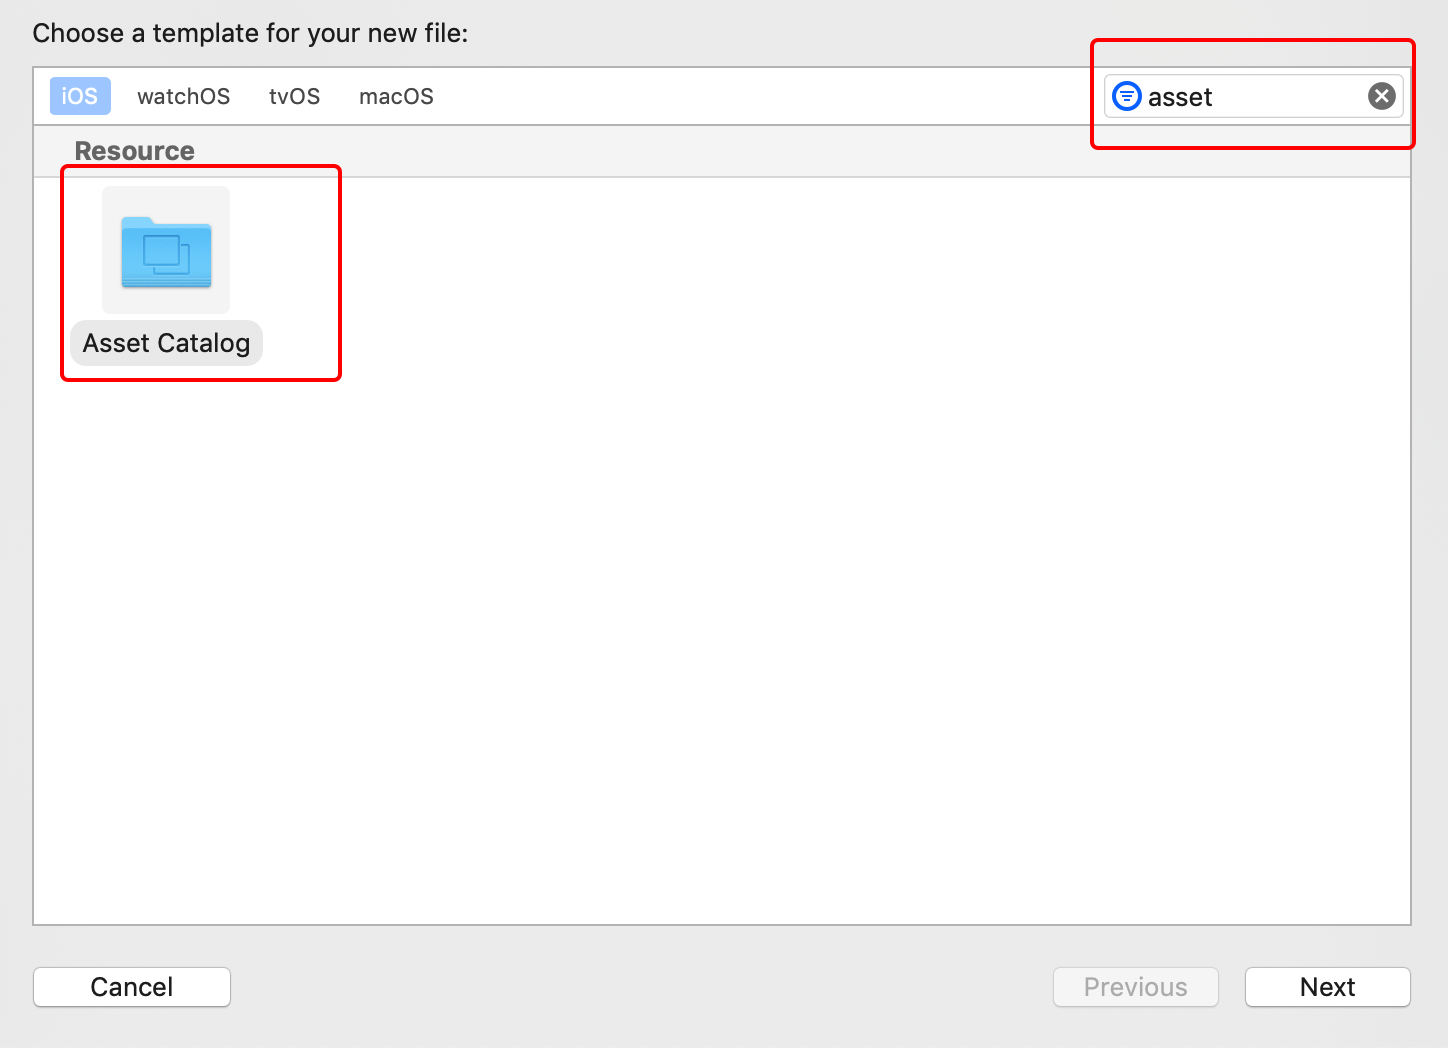 Choose a template for your new file:
iOS watchOS tvOS macOS asset
Resource
Asset Catalog
Cancel Previous Next